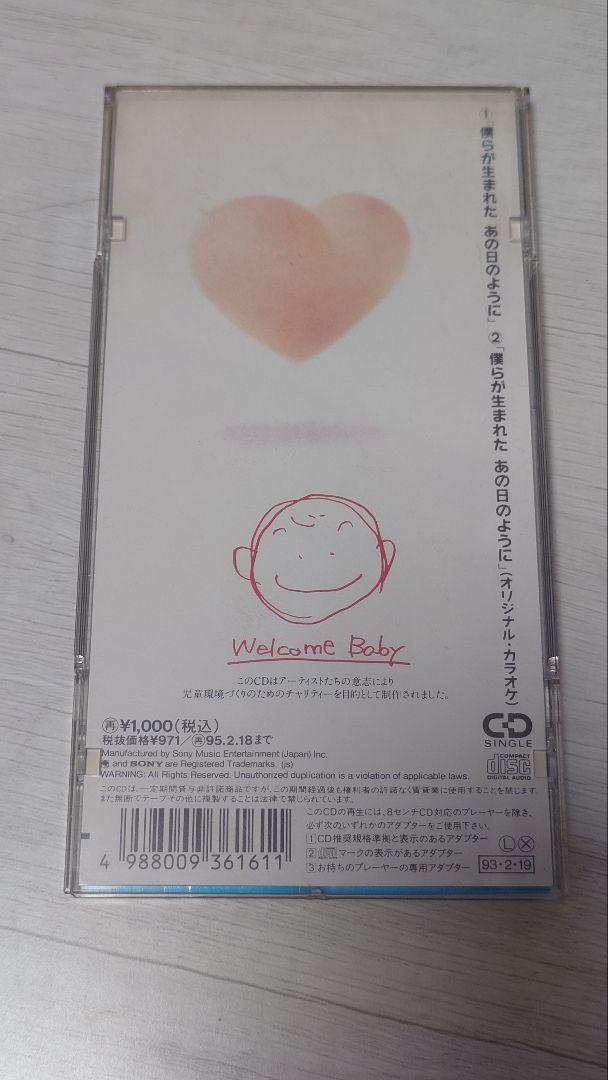 ①「僕らが生まれた あの日のように」②「僕らが生まれた あの日のように」(オリジナル・カラオケ)
Welcome Baby
このCDはアーティストたちの意志により
児童環境づくりのためのチャリティーを目的として制作されました。
再¥1,000(税込)
税抜価格¥971/再95.2.18まで
Manufactured by Sony Music Entertainment (Japan) Inc.
and SONY are Registered Trademarks. (js)
WARNING: All Rights Reserved. Unauthorized duplication is a violation of applicable laws.
CD
SINGLE
COMPACT
disc
DIGITAL AUDIO
このCDは、一定期間貸与非許諾商品ですが、この期間経過後も権利者の許諾なく賃貸業に使用することを禁じます。
また無断でテープその他に複製することは法律で禁じられています。
4 988009 361611
このCDの再生には、8センチCD対応のプレーヤーを除き、
必ず次のいずれかのアダプターをご使用下さい。
1 CD推奨規格準拠と表示のあるアダプター
2 マークの表示があるアダプター
3 お持ちのプレーヤーの専用アダプター
Ⓛ Ⓧ
93・2・19